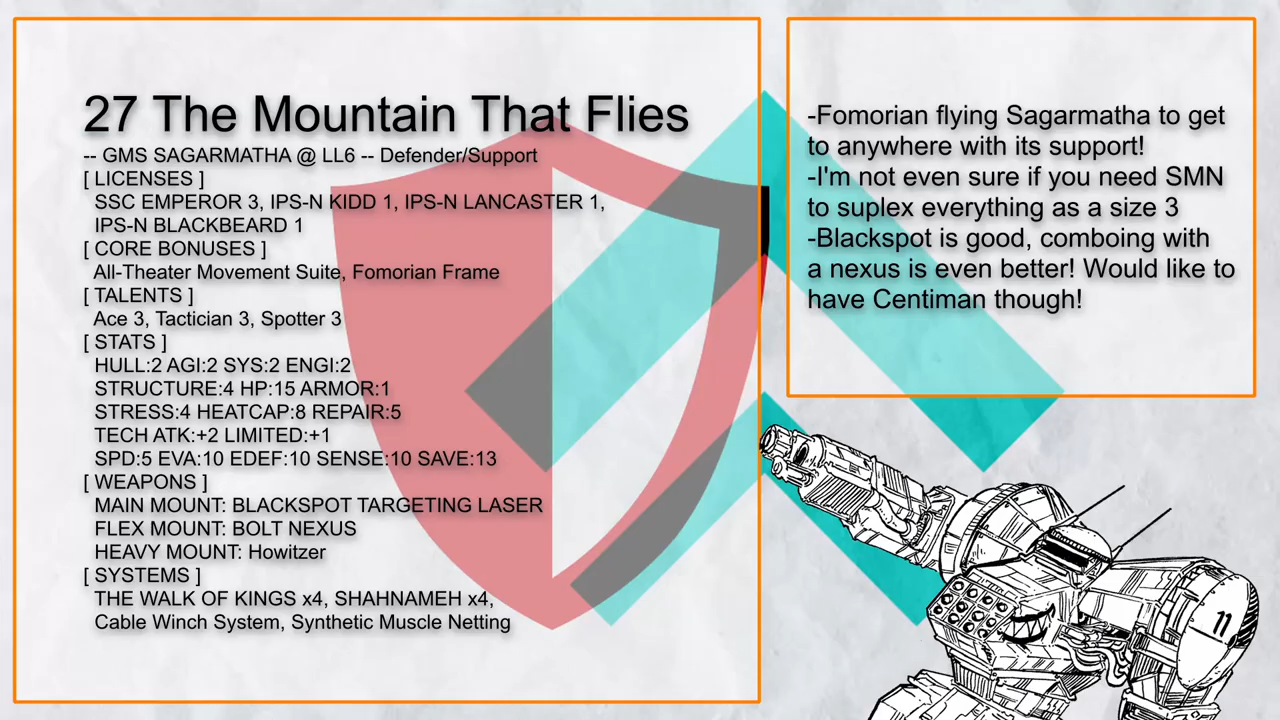 27 The Mountain That Flies
-- GMS SAGARMATHA @ LL6 -- Defender/Support
[ LICENSES ]
SSC EMPEROR 3, IPS-N KIDD 1, IPS-N LANCASTER 1,
IPS-N BLACKBEARD 1
[ CORE BONUSES ]
All-Theater Movement Suite, Fomorian Frame
[ TALENTS ]
Ace 3, Tactician 3, Spotter 3
[ STATS ]
HULL:2 AGI:2 SYS:2 ENGI:2
STRUCTURE:4 HP:15 ARMOR:1
STRESS:4 HEATCAP:8 REPAIR:5
TECH ATK:+2 LIMITED:+1
SPD:5 EVA:10 EDEF:10 SENSE:10 SAVE:13
[ WEAPONS ]
MAIN MOUNT: BLACKSPOT TARGETING LASER
FLEX MOUNT: BOLT NEXUS
HEAVY MOUNT: Howitzer
[ SYSTEMS ]
THE WALK OF KINGS x4, SHAHNAMEH x4,
Cable Winch System, Synthetic Muscle Netting
-Fomorian flying Sagarmatha to get
to anywhere with its support!
-I'm not even sure if you need SMN
to suplex everything as a size 3
-Blackspot is good, comboing with
a nexus is even better! Would like to
have Centiman though!
11